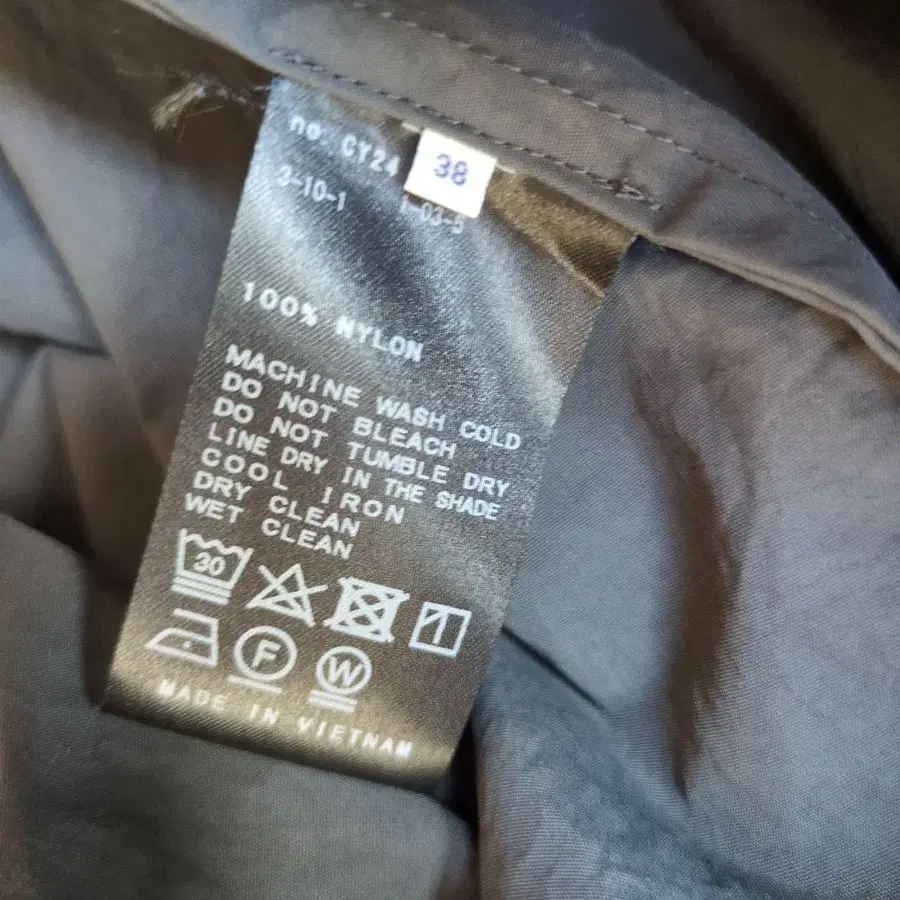 no. CY24
38
3-10-1 1-03-5
100% NYLON
MACHINE WASH COLD
DO NOT BLEACH
DO NOT TUMBLE DRY
LINE DRY IN THE SHADE
COOL IRON
DRY CLEAN
WET CLEAN
30
F
W
MADE IN VIETNAM